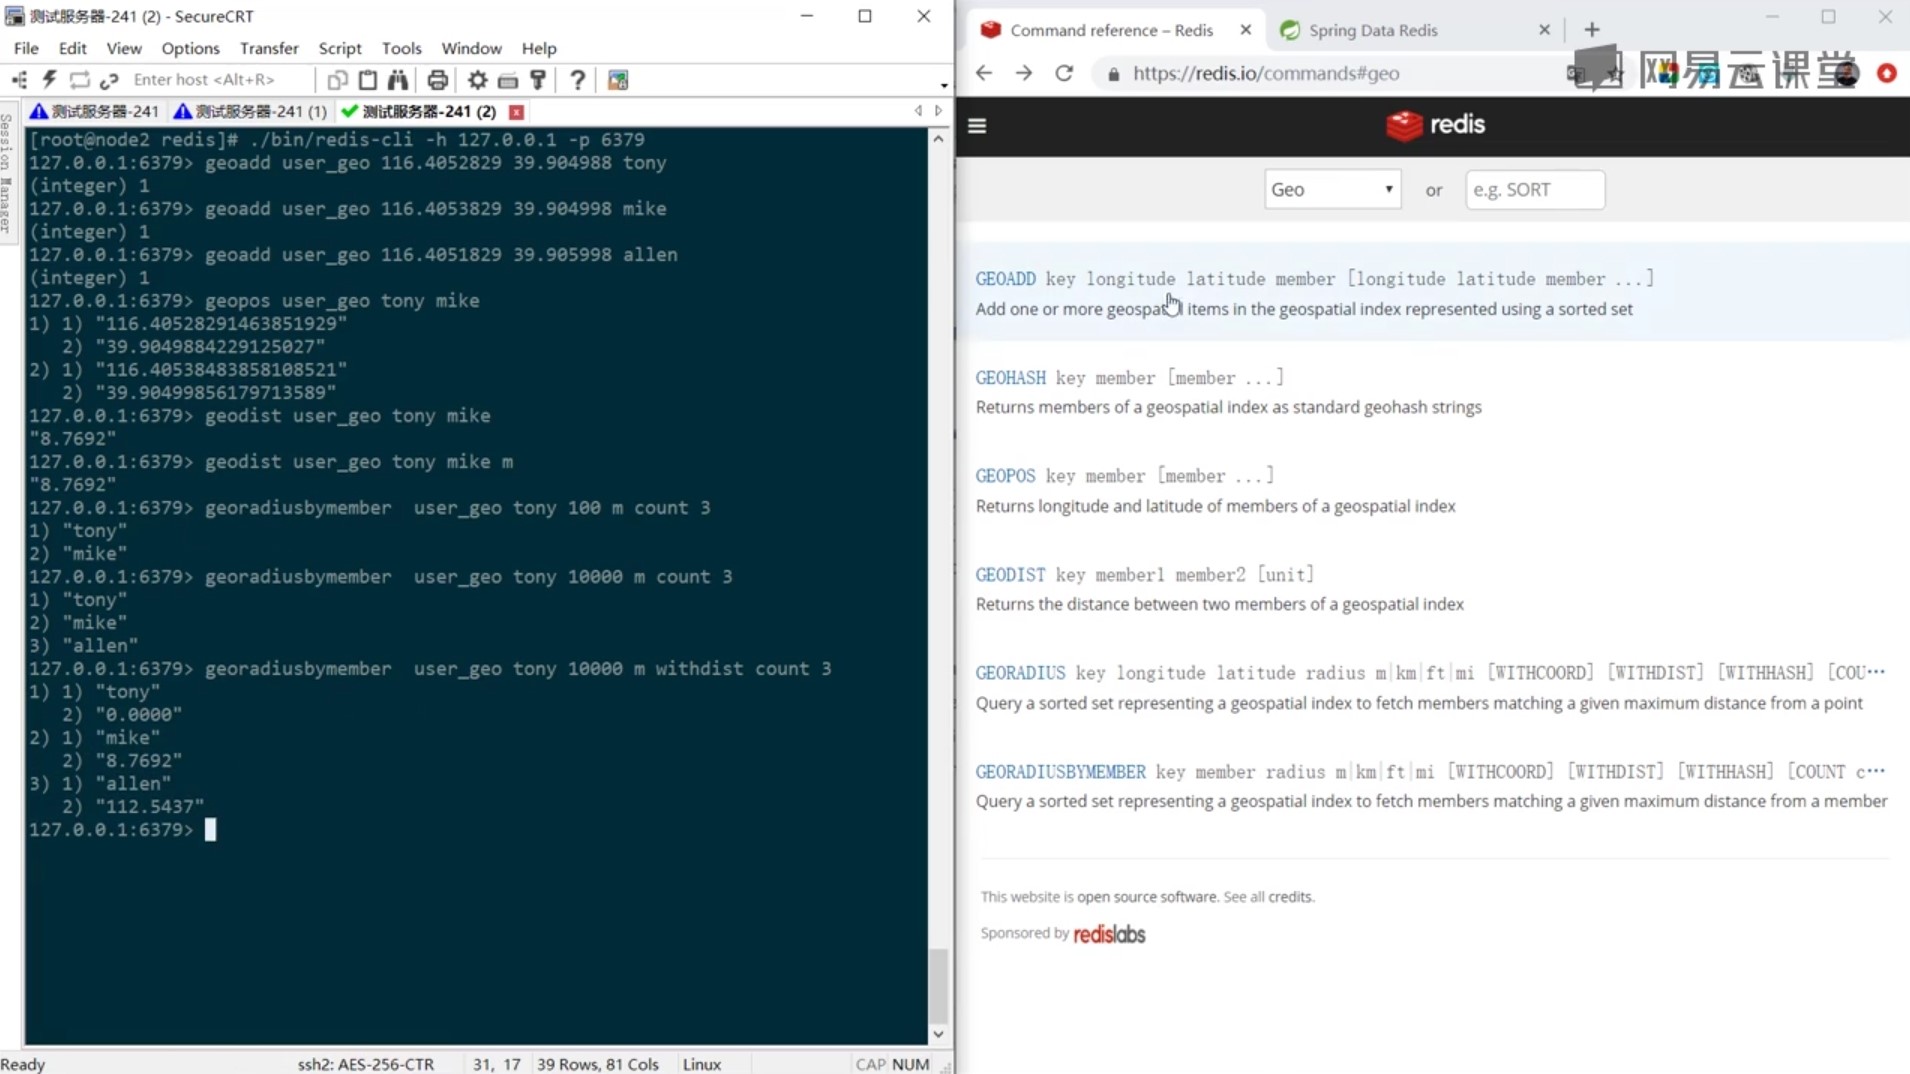 测试服务器-241 (2) - SecureCRT
File Edit View Options Transfer Script Tools Window Help
Enter host <Alt+R>
测试服务器-241 测试服务器-241 (1) 测试服务器-241 (2)
Session Manager
[root@node2 redis]# ./bin/redis-cli -h 127.0.0.1 -p 6379
127.0.0.1:6379> geoadd user_geo 116.4052829 39.904988 tony
(integer) 1
127.0.0.1:6379> geoadd user_geo 116.4053829 39.904998 mike
(integer) 1
127.0.0.1:6379> geoadd user_geo 116.4051829 39.905998 allen
(integer) 1
127.0.0.1:6379> geopos user_geo tony mike
1) 1) "116.40528291463851929"
2) "39.9049884229125027"
2) 1) "116.40538483858108521"
2) "39.90499856179713589"
127.0.0.1:6379> geodist user_geo tony mike
"8.7692"
127.0.0.1:6379> geodist user_geo tony mike m
"8.7692"
127.0.0.1:6379> georadiusbymember  user_geo tony 100 m count 3
1) "tony"
2) "mike"
127.0.0.1:6379> georadiusbymember  user_geo tony 10000 m count 3
1) "tony"
2) "mike"
3) "allen"
127.0.0.1:6379> georadiusbymember  user_geo tony 10000 m withdist count 3
1) 1) "tony"
2) "0.0000"
2) 1) "mike"
2) "8.7692"
3) 1) "allen"
2) "112.5437"
127.0.0.1:6379>
Ready ssh2: AES-256-CTR 31, 17 39 Rows, 81 Cols Linux CAP NUM
Command reference – Redis Spring Data Redis
https://redis.io/commands#geo
网易云课堂
redis
Geo or e.g. SORT
GEOADD key longitude latitude member [longitude latitude member ...]
Add one or more geospatial items in the geospatial index represented using a sorted set
GEOHASH key member [member ...]
Returns members of a geospatial index as standard geohash strings
GEOPOS key member [member ...]
Returns longitude and latitude of members of a geospatial index
GEODIST key member1 member2 [unit]
Returns the distance between two members of a geospatial index
GEORADIUS key longitude latitude radius m|km|ft|mi [WITHCOORD] [WITHDIST] [WITHHASH] [COU...
Query a sorted set representing a geospatial index to fetch members matching a given maximum distance from a point
GEORADIUSBYMEMBER key member radius m|km|ft|mi [WITHCOORD] [WITHDIST] [WITHHASH] [COUNT c...
Query a sorted set representing a geospatial index to fetch members matching a given maximum distance from a member
This website is open source software. See all credits.
Sponsored by redislabs